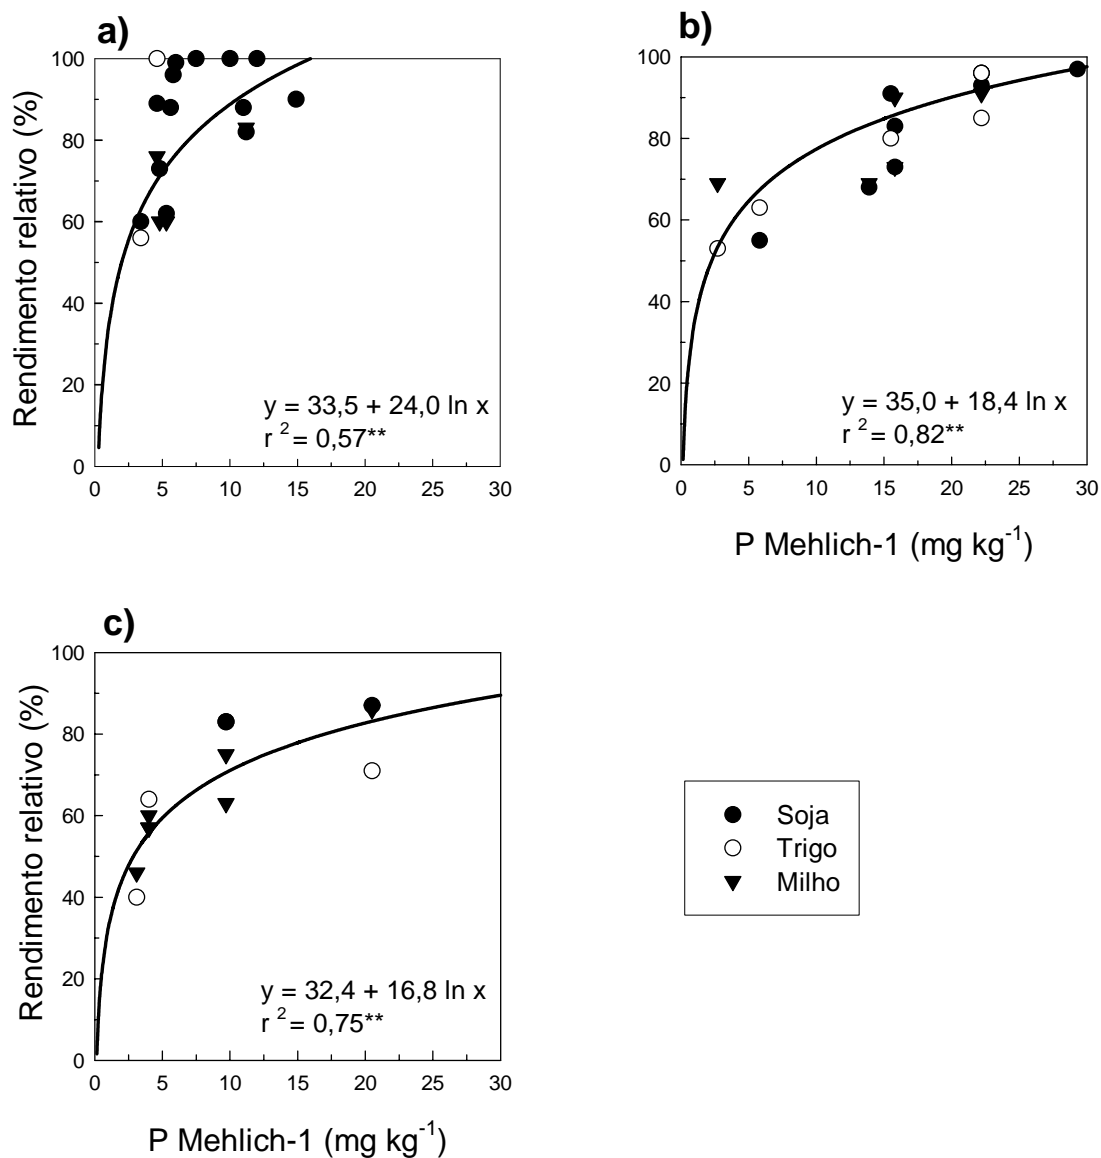 a)
Rendimento relativo (%)
100
80
60
40
20
0
0 5 10 15 20 25 30
y = 33,5 + 24,0 ln x
r 2 = 0,57**
b)
100
80
60
40
20
0
0 5 10 15 20 25 30
y = 35,0 + 18,4 ln x
r 2 = 0,82**
P Mehlich-1 (mg kg-1)
c)
Rendimento relativo (%)
100
80
60
40
20
0
0 5 10 15 20 25 30
y = 32,4 + 16,8 ln x
r 2 = 0,75**
P Mehlich-1 (mg kg-1)
Soja
Trigo
Milho